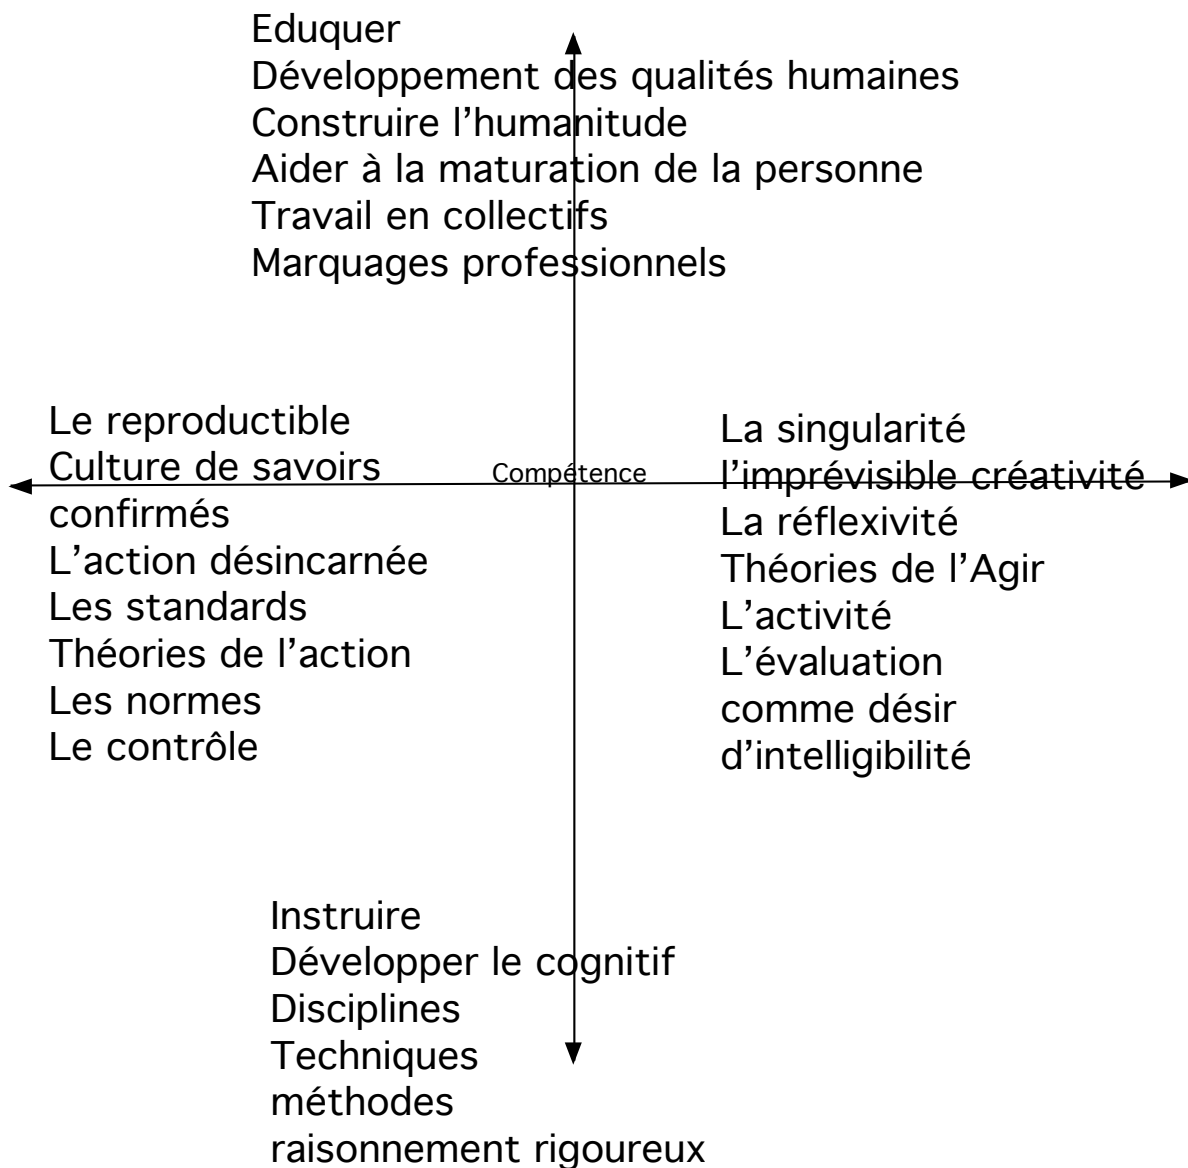 Eduquer
Développement des qualités humaines
Construire l’humanitude
Aider à la maturation de la personne
Travail en collectifs
Marquages professionnels
Le reproductible
Culture de savoirs
confirmés
L’action désincarnée
Les standards
Théories de l’action
Les normes
Le contrôle
Compétence
La singularité
l’imprévisible créativité
La réflexivité
Théories de l’Agir
L’activité
L’évaluation
comme désir
d’intelligibilité
Instruire
Développer le cognitif
Disciplines
Techniques
méthodes
raisonnement rigoureux